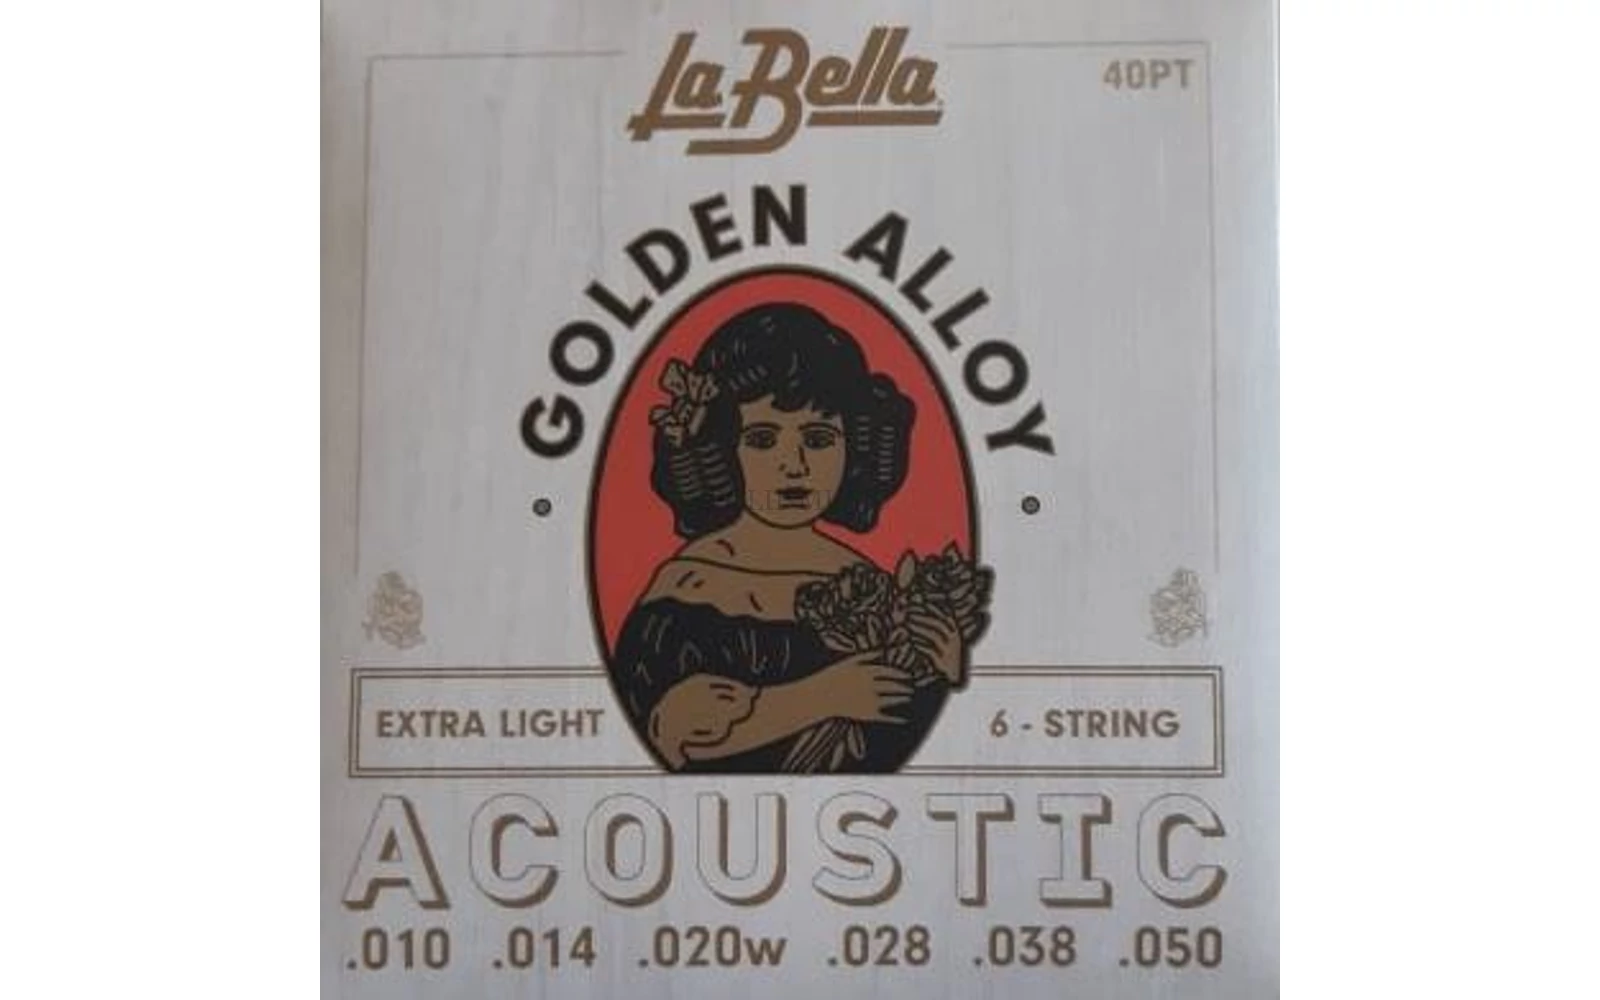 La Bella
40PT
GOLDEN ALLOY
EXTRA LIGHT
6 - STRING
ACOUSTIC
.010 .014 .020w .028 .038 .050